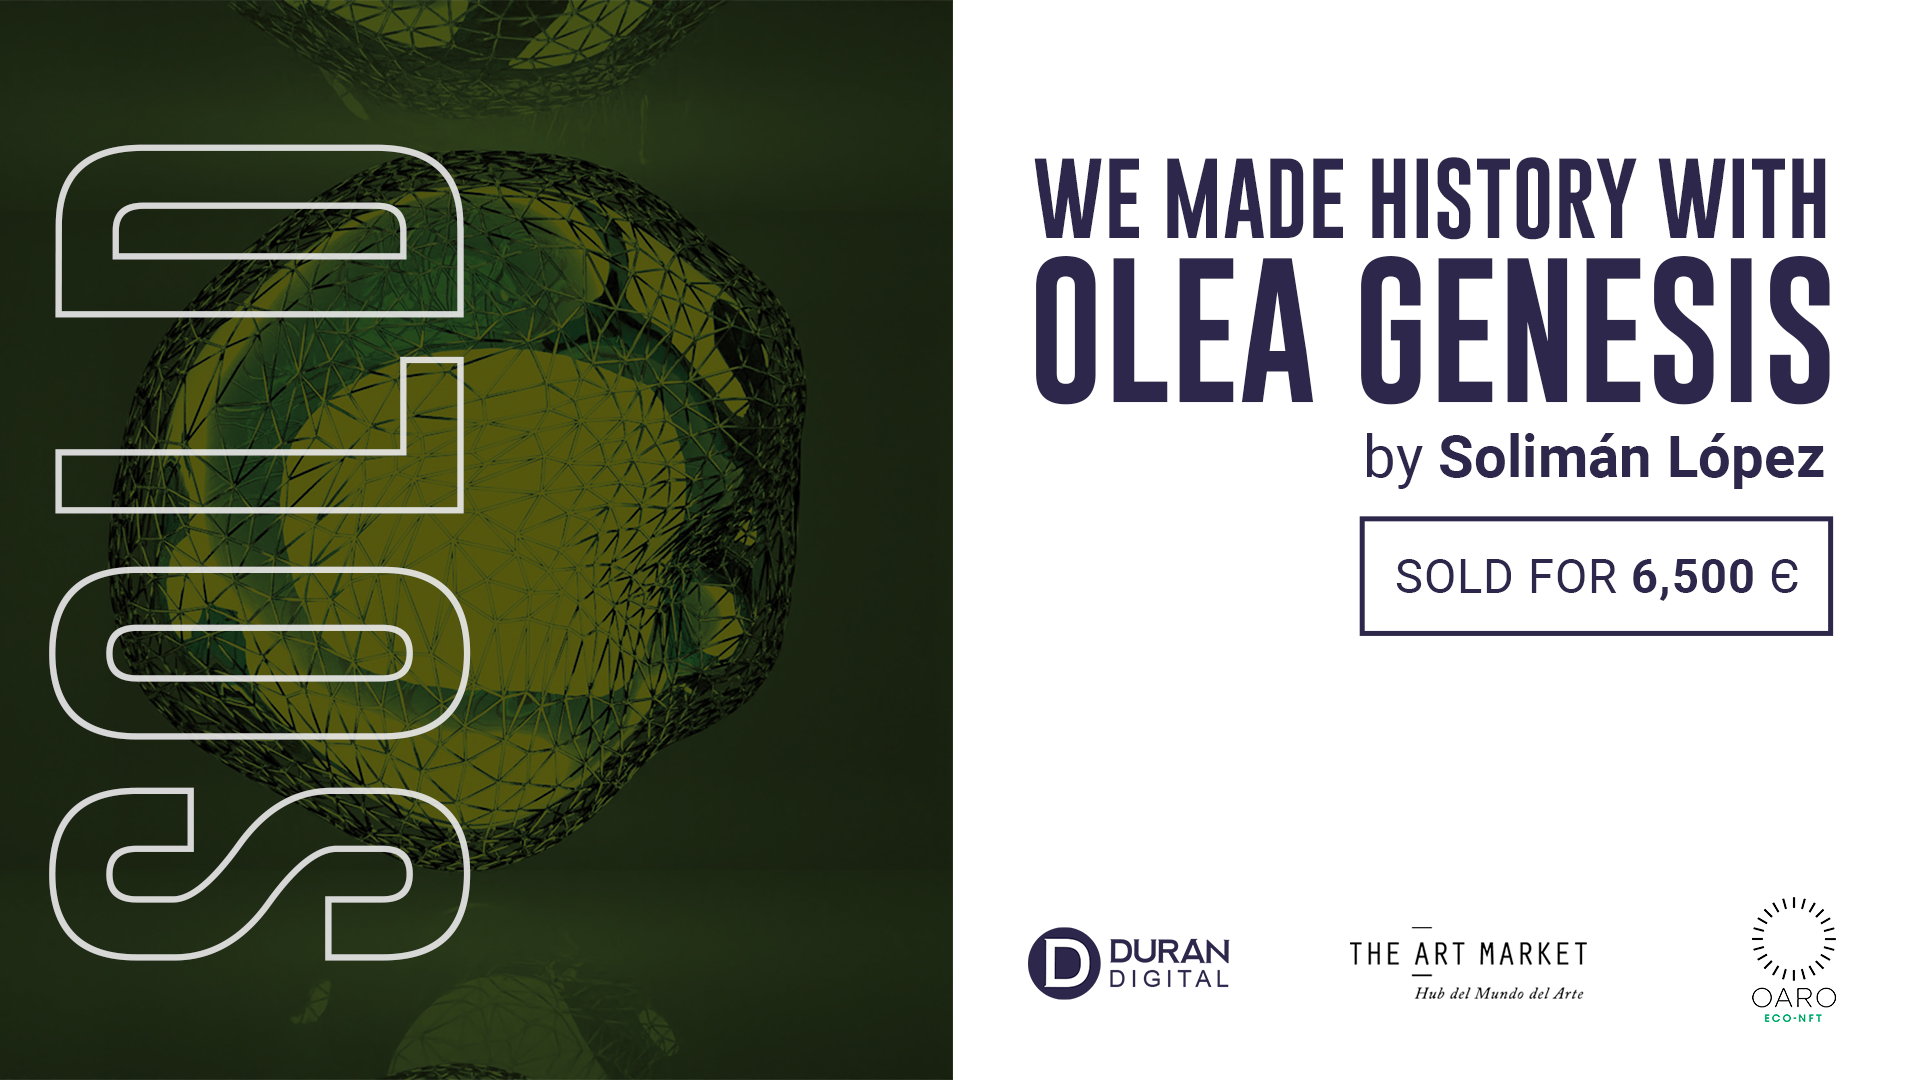 SOLD
WE MADE HISTORY WITH
OLEA GENESIS
by Solimán López
SOLD FOR 6,500 €
D DURÁN
DIGITAL
THE ART MARKET
Hub del Mundo del Arte
OARO
ECO-NFT